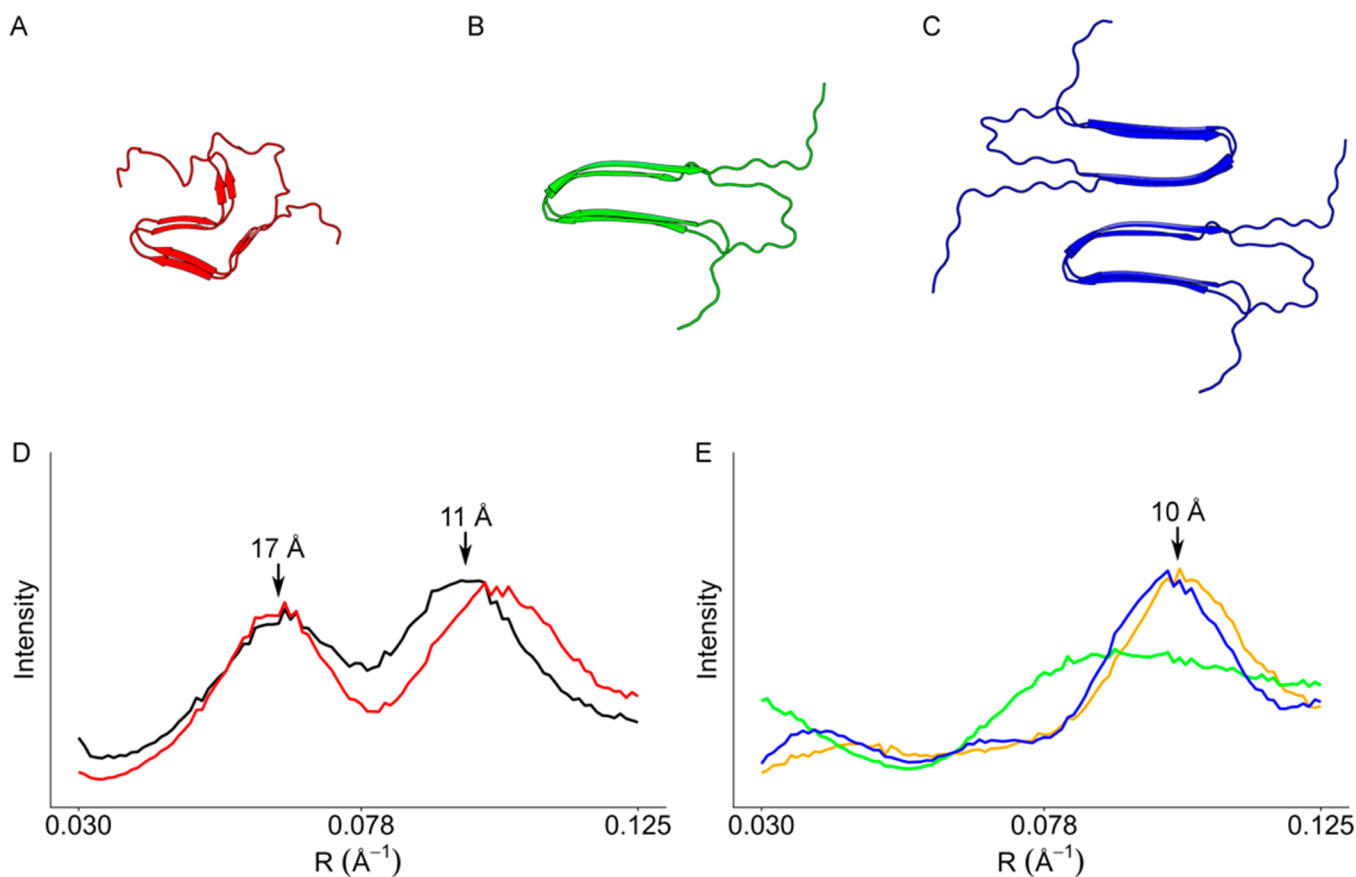 A
B
C
D
E
17 Å
11 Å
10 Å
Intensity
Intensity
0.030
0.078
0.125
0.030
0.078
0.125
R (Å⁻¹)
R (Å⁻¹)